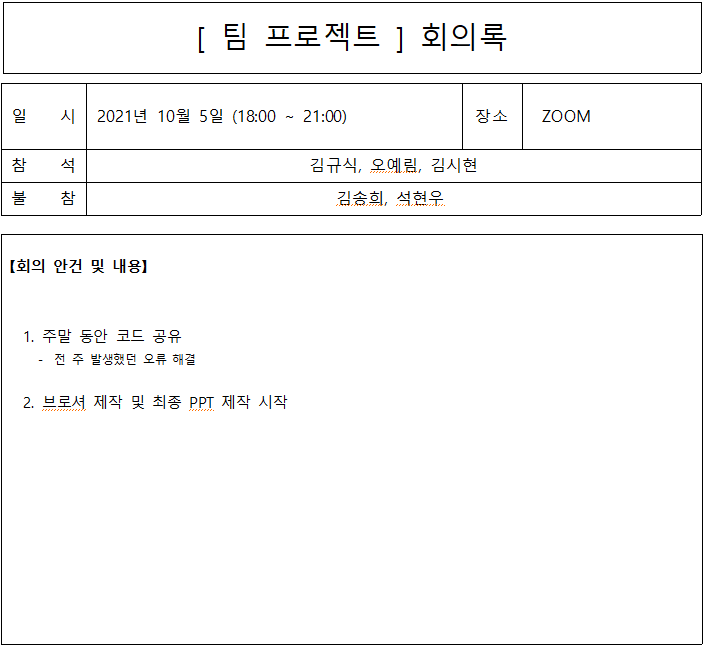 [ 팀 프로젝트 ] 회의록
일 시 2021년 10월 5일 (18:00 ~ 21:00) 장소 ZOOM
참 석 김규식, 오예림, 김시현
불 참 김송희, 석현우
【회의 안건 및 내용】
1. 주말 동안 코드 공유
- 전 주 발생했던 오류 해결
2. 브로셔 제작 및 최종 PPT 제작 시작